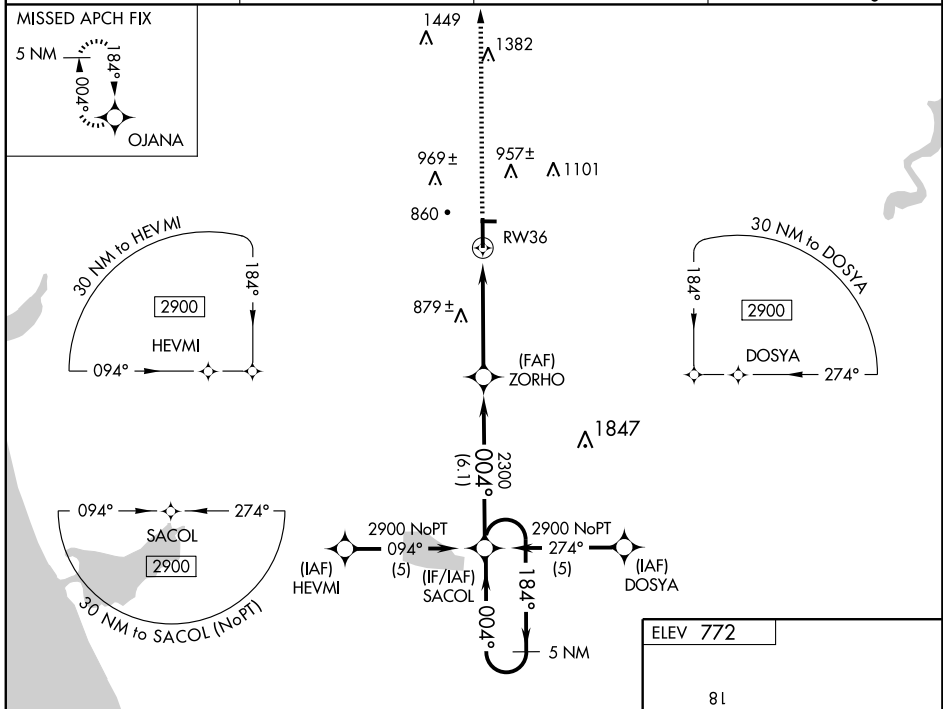 MISSED APCH FIX
5 NM
184°
004°
OJANA
1449
1382
969±
957±
1101
860
RW36
879±
(FAF)
ZORHO
1847
30 NM to HEVMI
184°
2900
HEVMI
094°
30 NM to DOSYA
184°
2900
DOSYA
274°
094°
274°
SACOL
2900
30 NM to SACOL (NoPT)
2300
004°
(6.1)
2900 NoPT
094°
(5)
(IAF)
HEVMI
(IF/IAF)
SACOL
2900 NoPT
274°
(5)
(IAF)
DOSYA
004°
184°
5 NM
ELEV 772
18